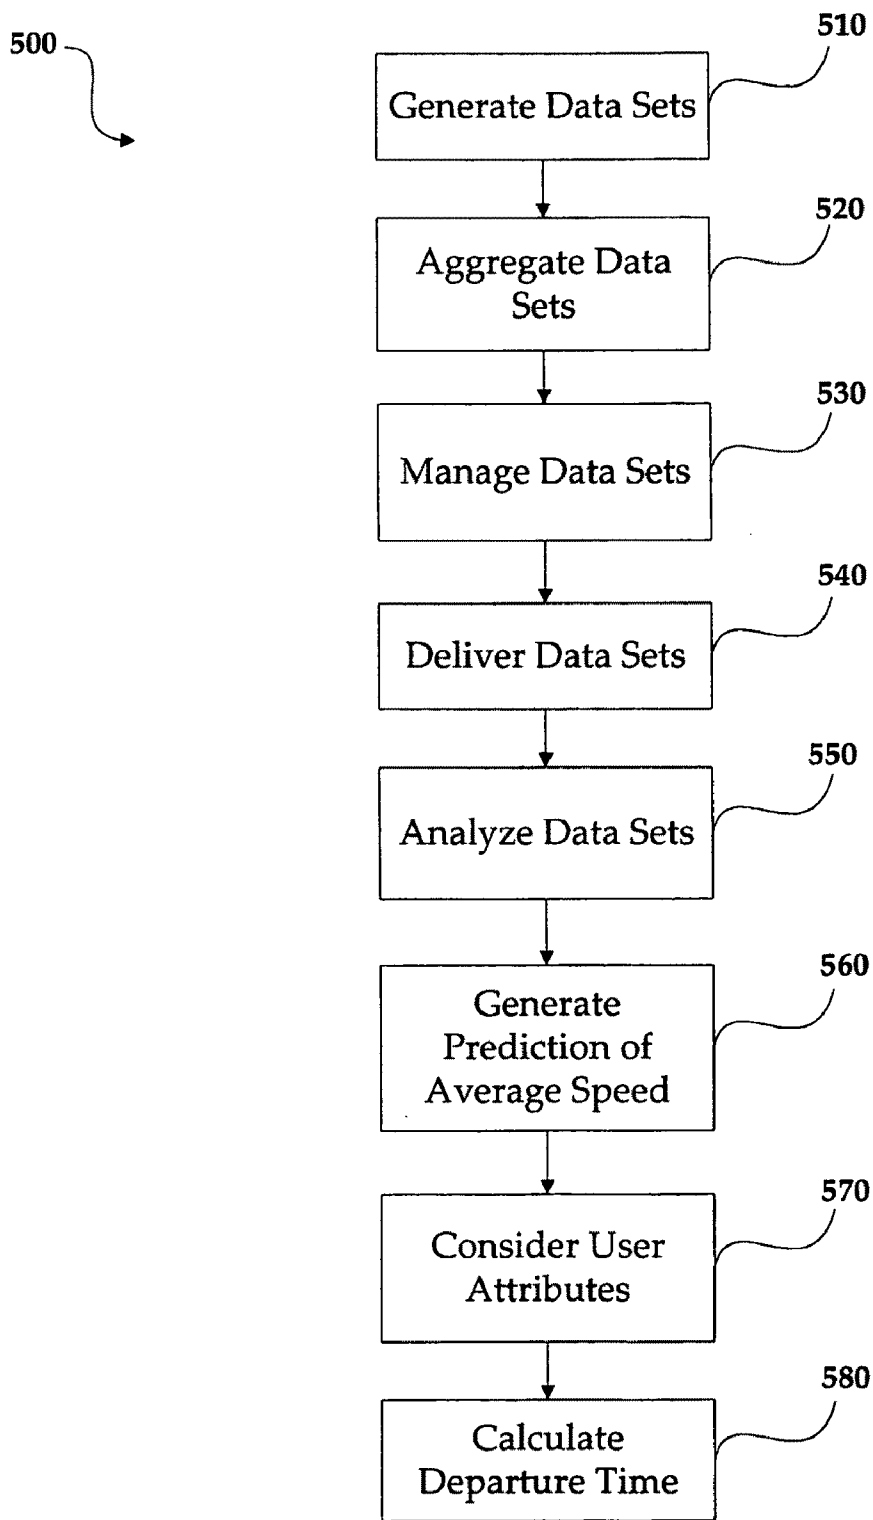 500
510
Generate Data Sets
520
Aggregate Data
Sets
530
Manage Data Sets
540
Deliver Data Sets
550
Analyze Data Sets
560
Generate
Prediction of
Average Speed
570
Consider User
Attributes
580
Calculate
Departure Time